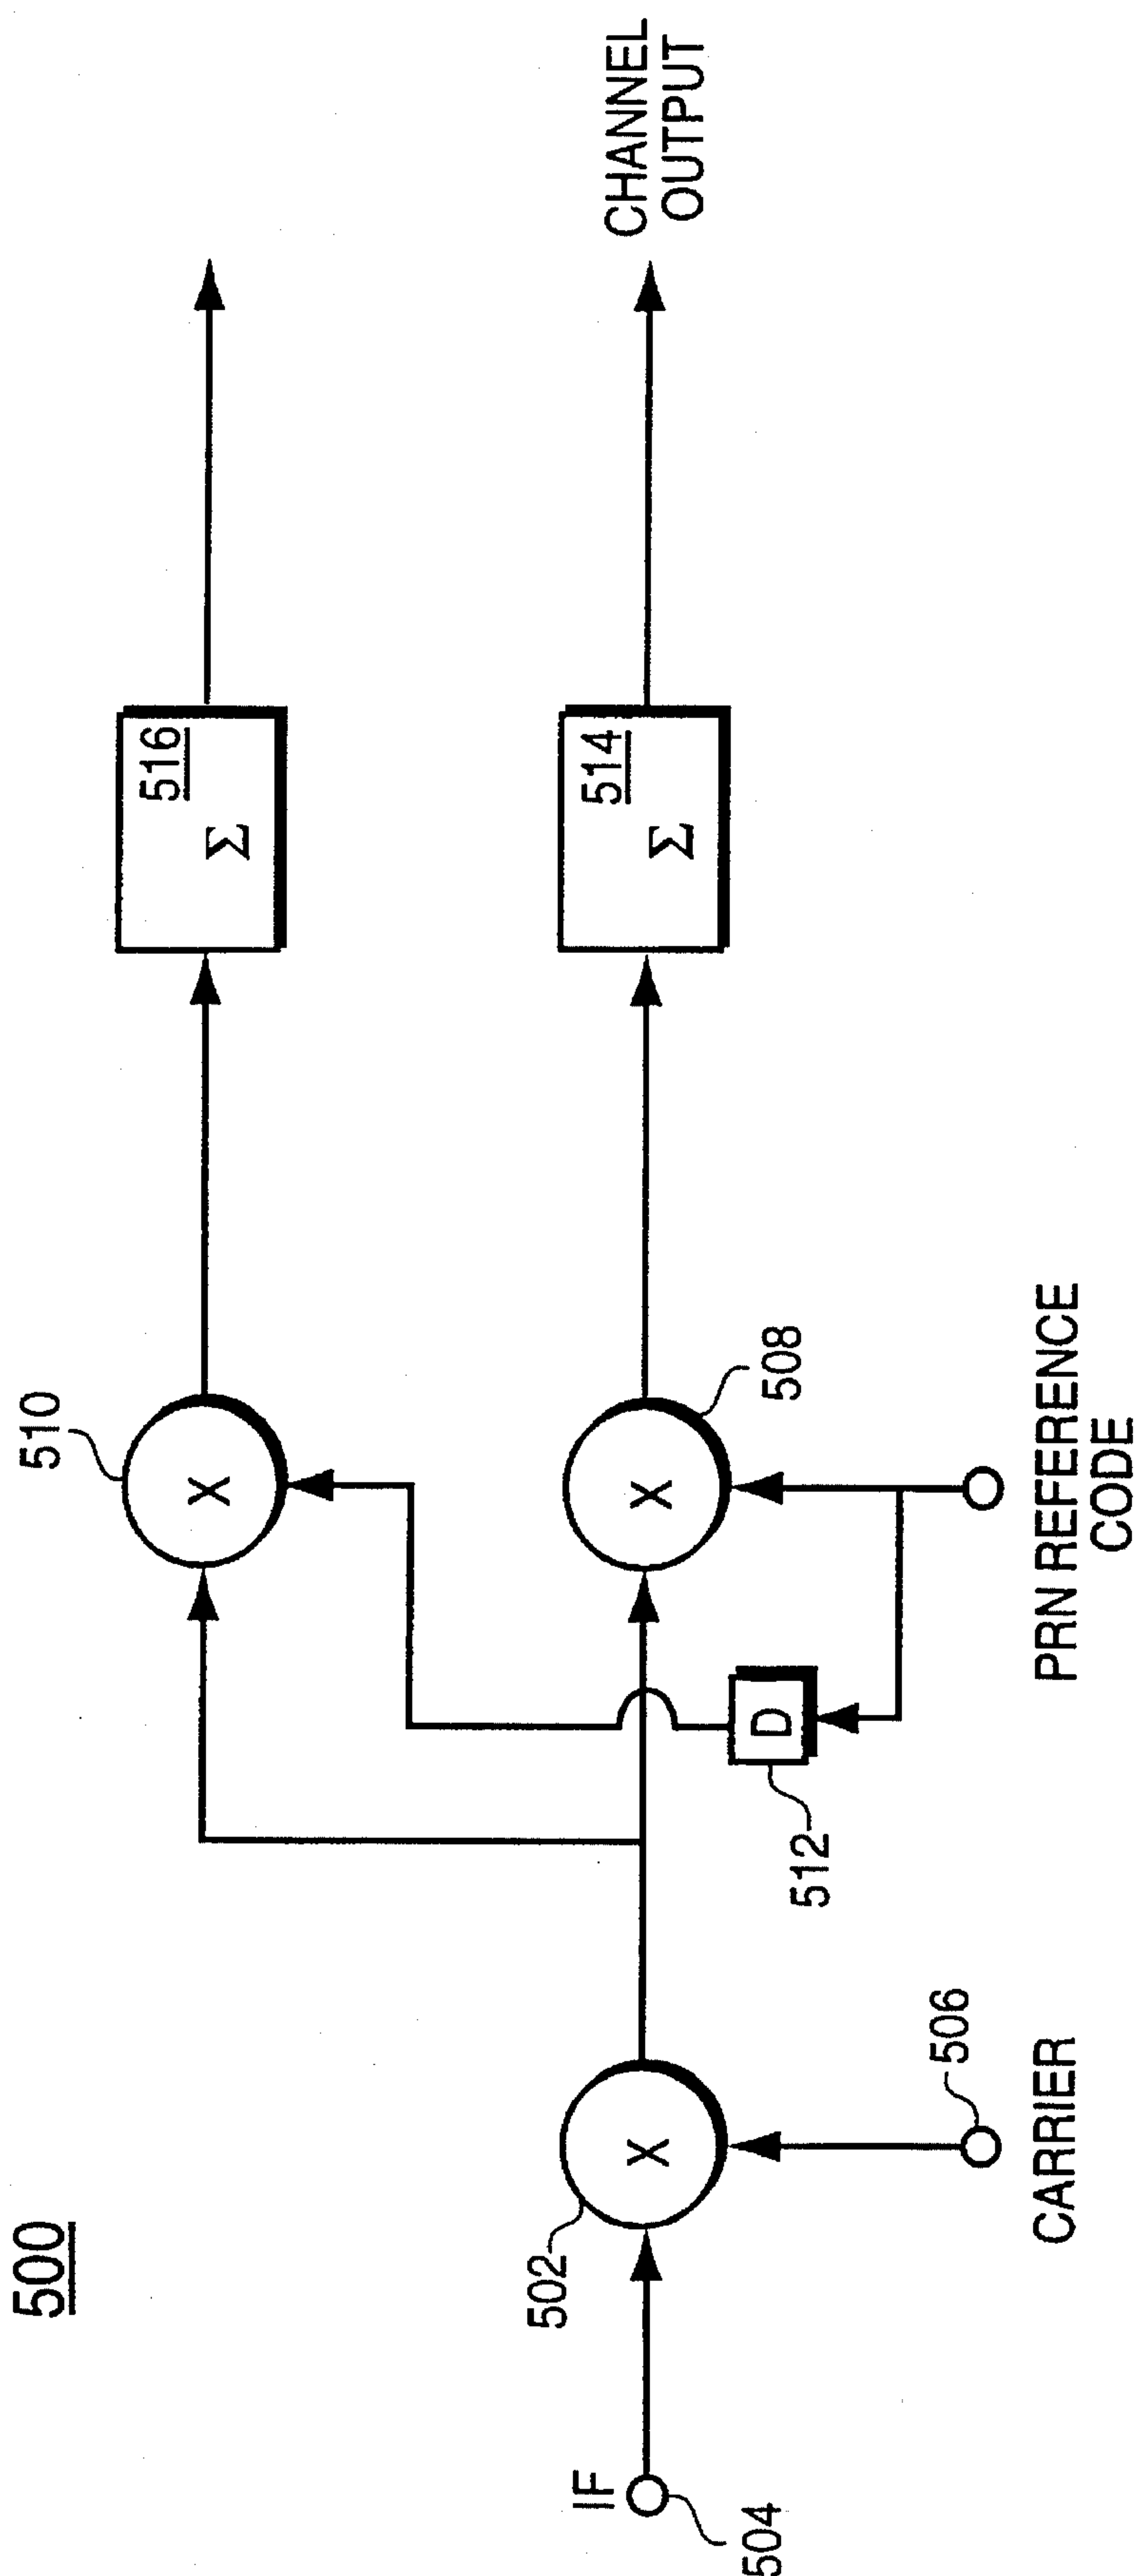 500
510
X
516
Σ
IF
504
502
X
CARRIER
506
512
D
X
508
PRN REFERENCE
CODE
514
Σ
CHANNEL
OUTPUT